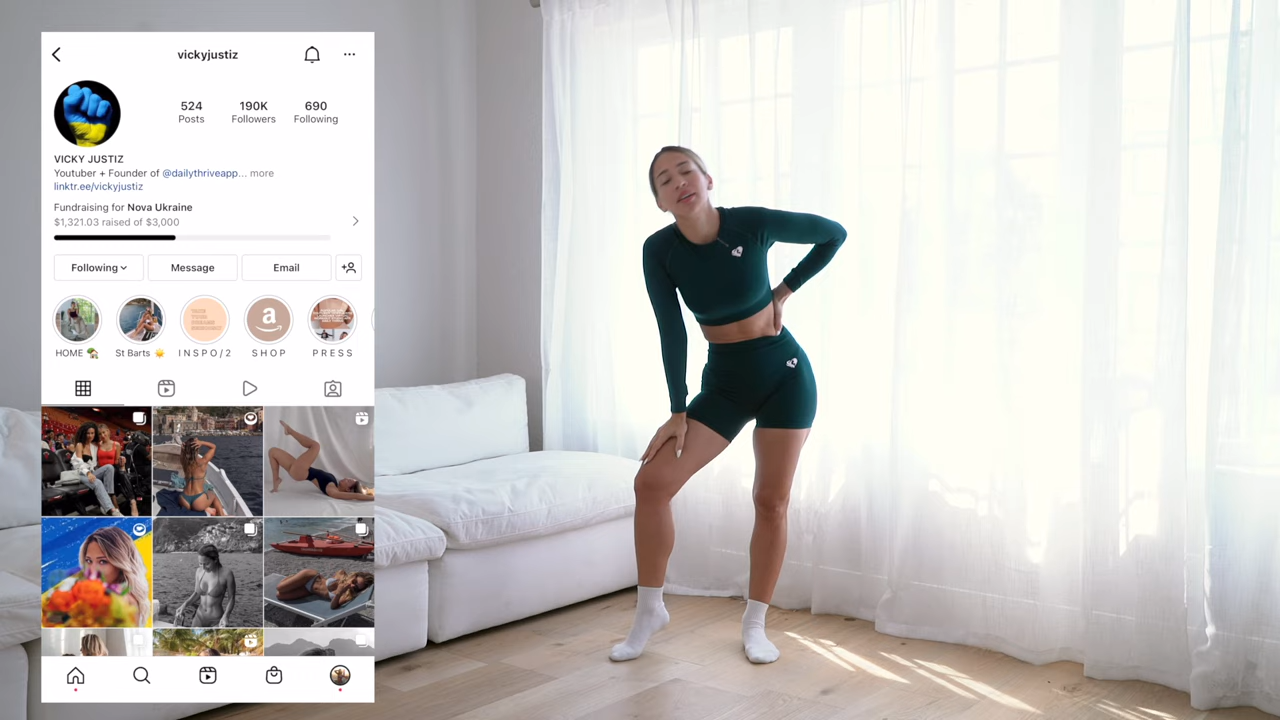 vickyjustiz
524 190K 690
Posts Followers Following
VICKY JUSTIZ
Youtuber + Founder of @dailythriveapp... more
linktr.ee/vickyjustiz
Fundraising for Nova Ukraine
$1,321.03 raised of $3,000
Following Message Email
HOME 🏡 St Barts ☀️ I N S P O / 2 S H O P P R E S S